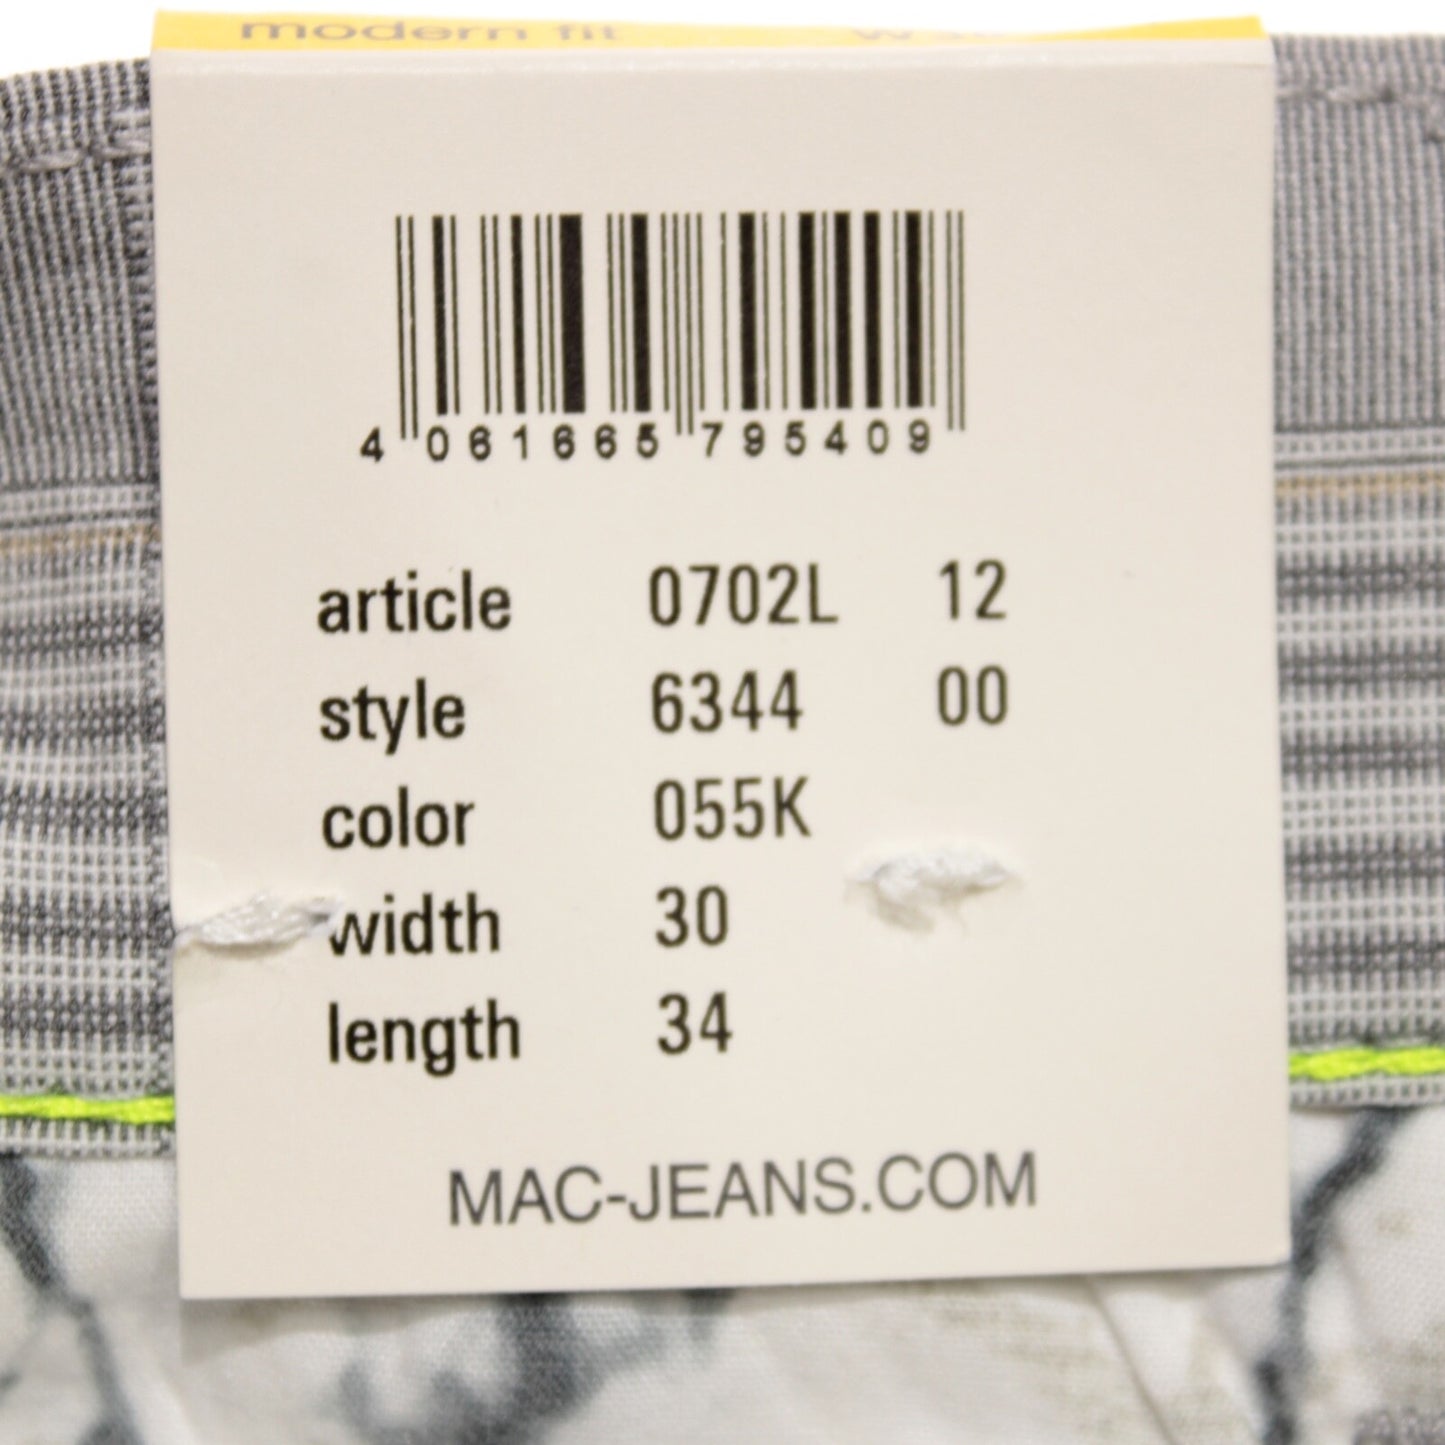 modern fit
4 061665 795409
article 0702L 12
style 6344 00
color 055K
width 30
length 34
MAC-JEANS.COM